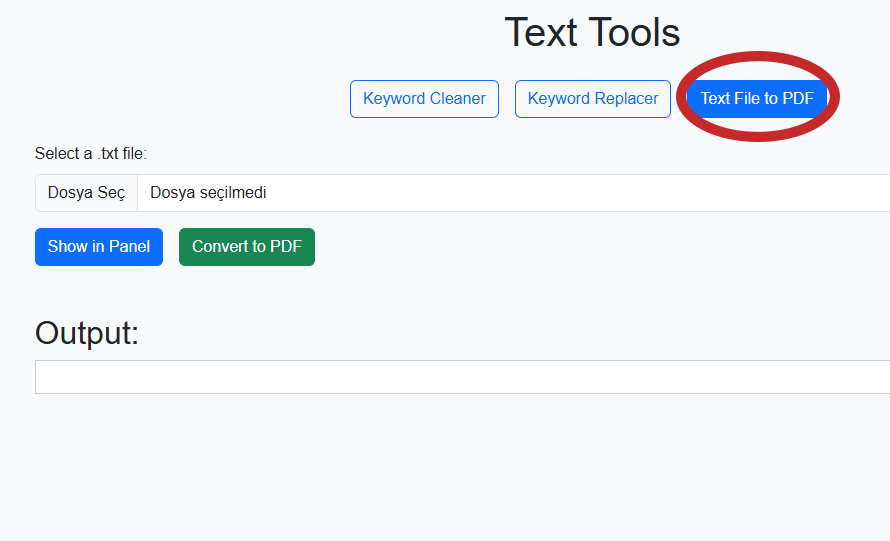 Text Tools
Keyword Cleaner Keyword Replacer Text File to PDF
Select a .txt file:
Dosya Seç Dosya seçilmedi
Show in Panel Convert to PDF
Output: